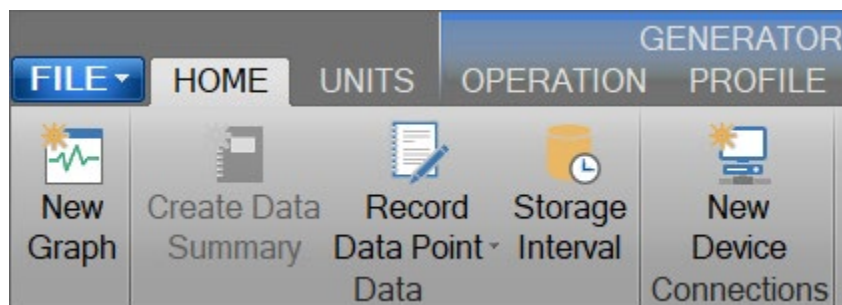 GENERATOR
FILE HOME UNITS OPERATION PROFILE
New Graph
Create Data Summary
Record Data Point
Storage Interval
New Device
Data
Connections